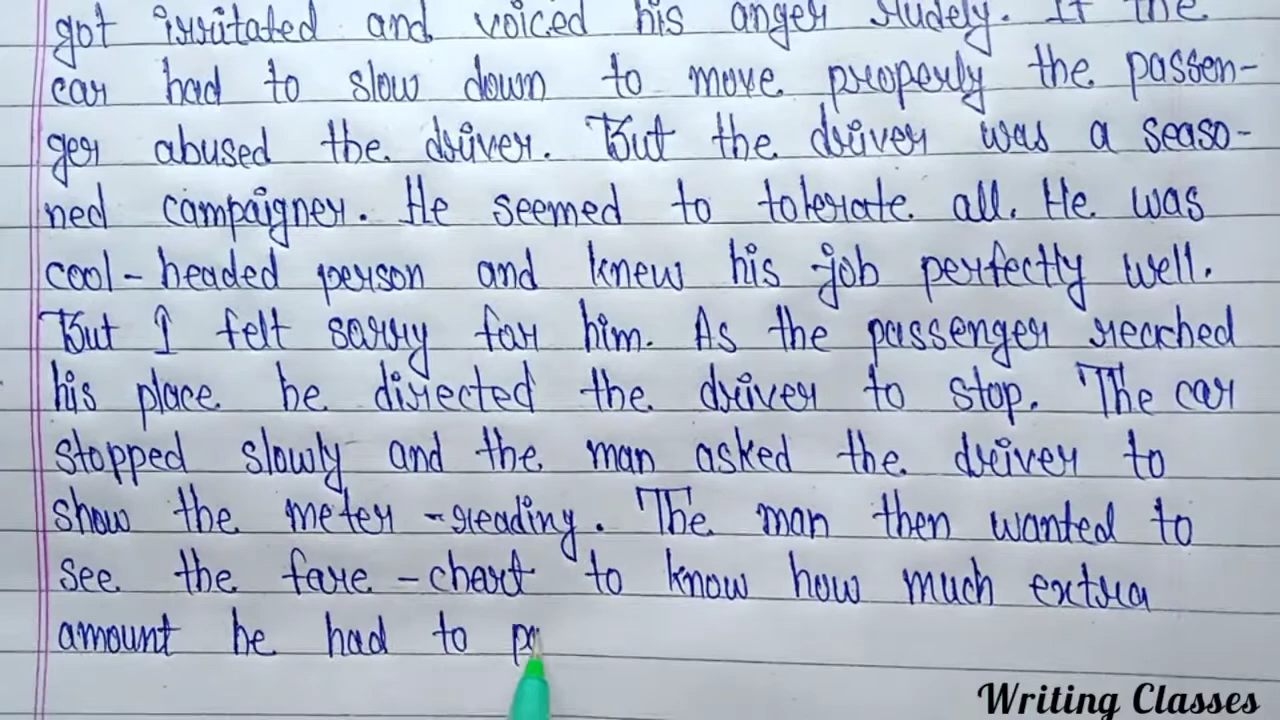 got irritated and voiced his anger rudely. If the
car had to slow down to move properly the passen-
ger abused the driver. But the driver was a seaso-
ned campaigner. He seemed to tolerate all. He was
cool-headed person and knew his job perfectly well.
But I felt sorry for him. As the passenger reached
his place he directed the driver to stop. The car
stopped slowly and the man asked the driver to
show the meter-reading. The man then wanted to
see the fare-chart to know how much extra
amount he had to pa
Writing Classes